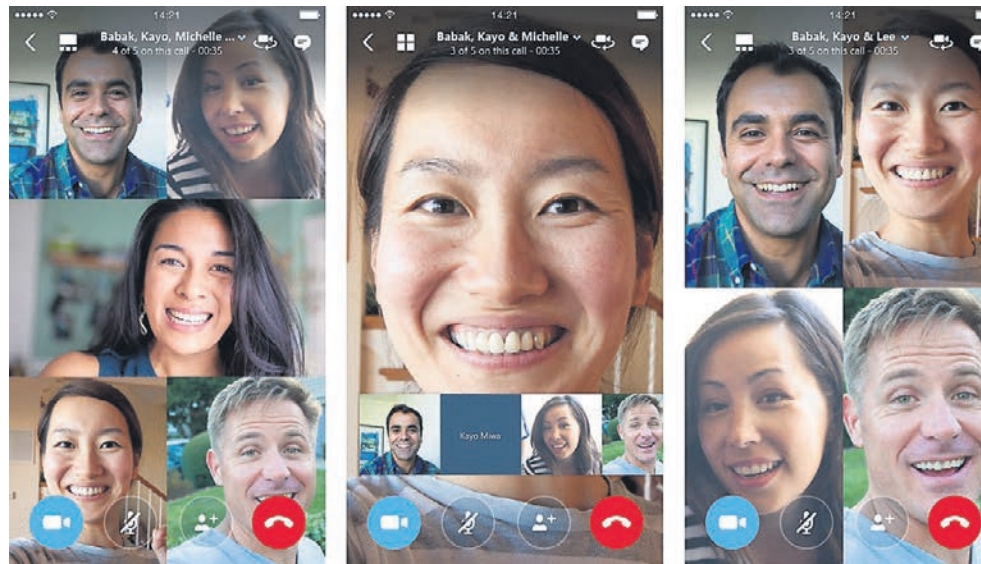 14:21
Babak, Kayo, Michelle ...
4 of 5 on this call - 00:35
14:21
Babak, Kayo & Michelle
3 of 5 on this call - 00:35
Kayo Miwa
14:21
Babak, Kayo & Lee
3 of 5 on this call - 00:35